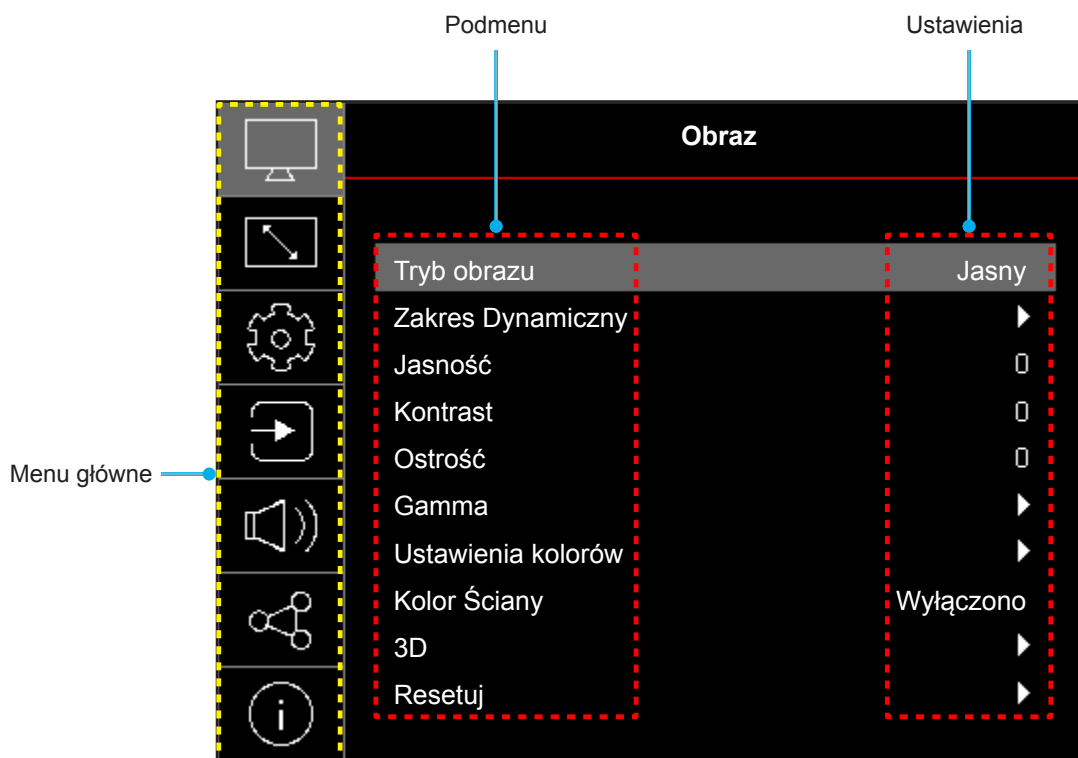 Podmenu
Ustawienia
Obraz
Tryb obrazu Jasny
Zakres Dynamiczny
Jasność 0
Kontrast 0
Ostrość 0
Menu główne
Gamma
Ustawienia kolorów
Kolor Ściany Wyłączono
3D
Resetuj
i